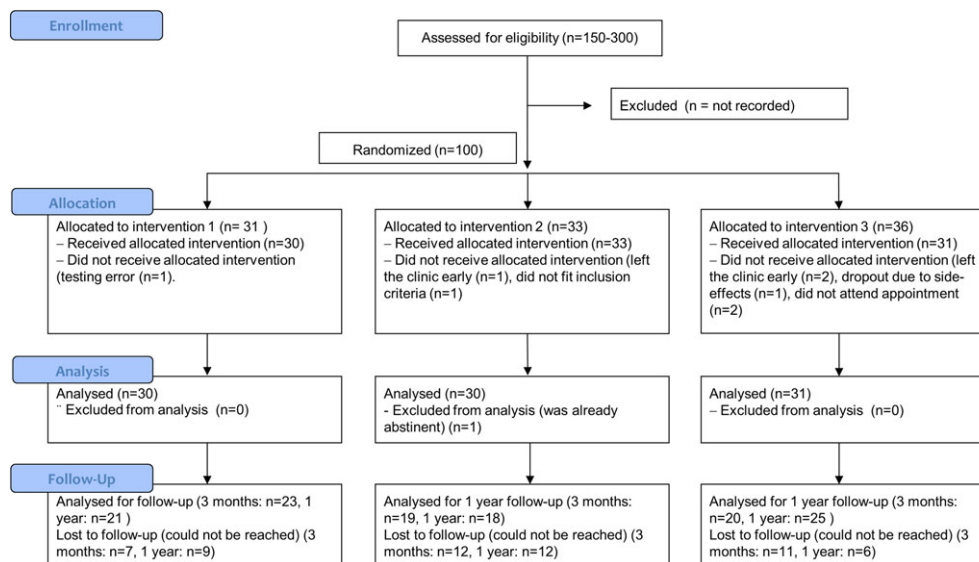 Enrollment
Assessed for eligibility (n=150-300)
Excluded (n = not recorded)
Randomized (n=100)
Allocation
Allocated to intervention 1 (n= 31 )
– Received allocated intervention (n=30)
– Did not receive allocated intervention
(testing error (n=1).
Allocated to intervention 2 (n=33)
– Received allocated intervention (n=33)
– Did not receive allocated intervention (left
the clinic early (n=1), did not fit inclusion
criteria (n=1)
Allocated to intervention 3 (n=36)
– Received allocated intervention (n=31)
– Did not receive allocated intervention (left
the clinic early (n=2), dropout due to side-
effects (n=1), did not attend appointment
(n=2)
Analysis
Analysed (n=30)
¨ Excluded from analysis (n=0)
Analysed (n=30)
- Excluded from analysis (was already
abstinent) (n=1)
Analysed (n=31)
– Excluded from analysis (n=0)
Follow-Up
Analysed for follow-up (3 months: n=23, 1
year: n=21 )
Lost to follow-up (could not be reached) (3
months: n=7, 1 year: n=9)
Analysed for 1 year follow-up (3 months:
n=19, 1 year: n=18)
Lost to follow-up (could not be reached) (3
months: n=12, 1 year: n=12)
Analysed for 1 year follow-up (3 months:
n=20, 1 year: n=25 )
Lost to follow-up (could not be reached) (3
months: n=11, 1 year: n=6)